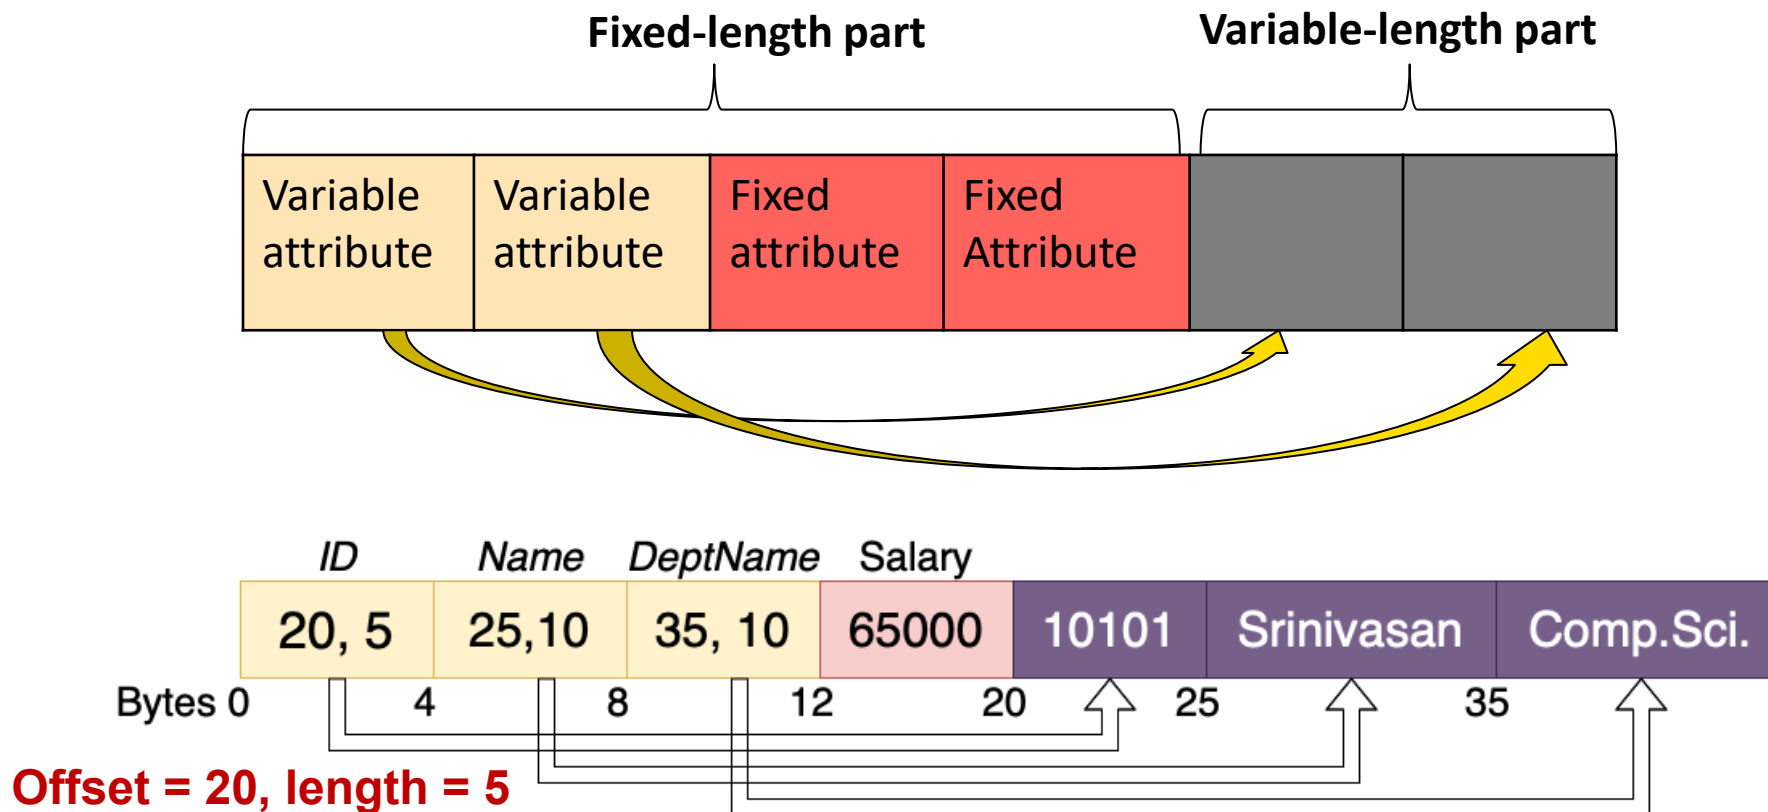 Fixed-length part
Variable-length part
Variable attribute
Variable attribute
Fixed attribute
Fixed Attribute
ID Name DeptName Salary
20, 5 25,10 35, 10 65000 10101 Srinivasan Comp.Sci.
Bytes 0 4 8 12 20 25 35
Offset = 20, length = 5